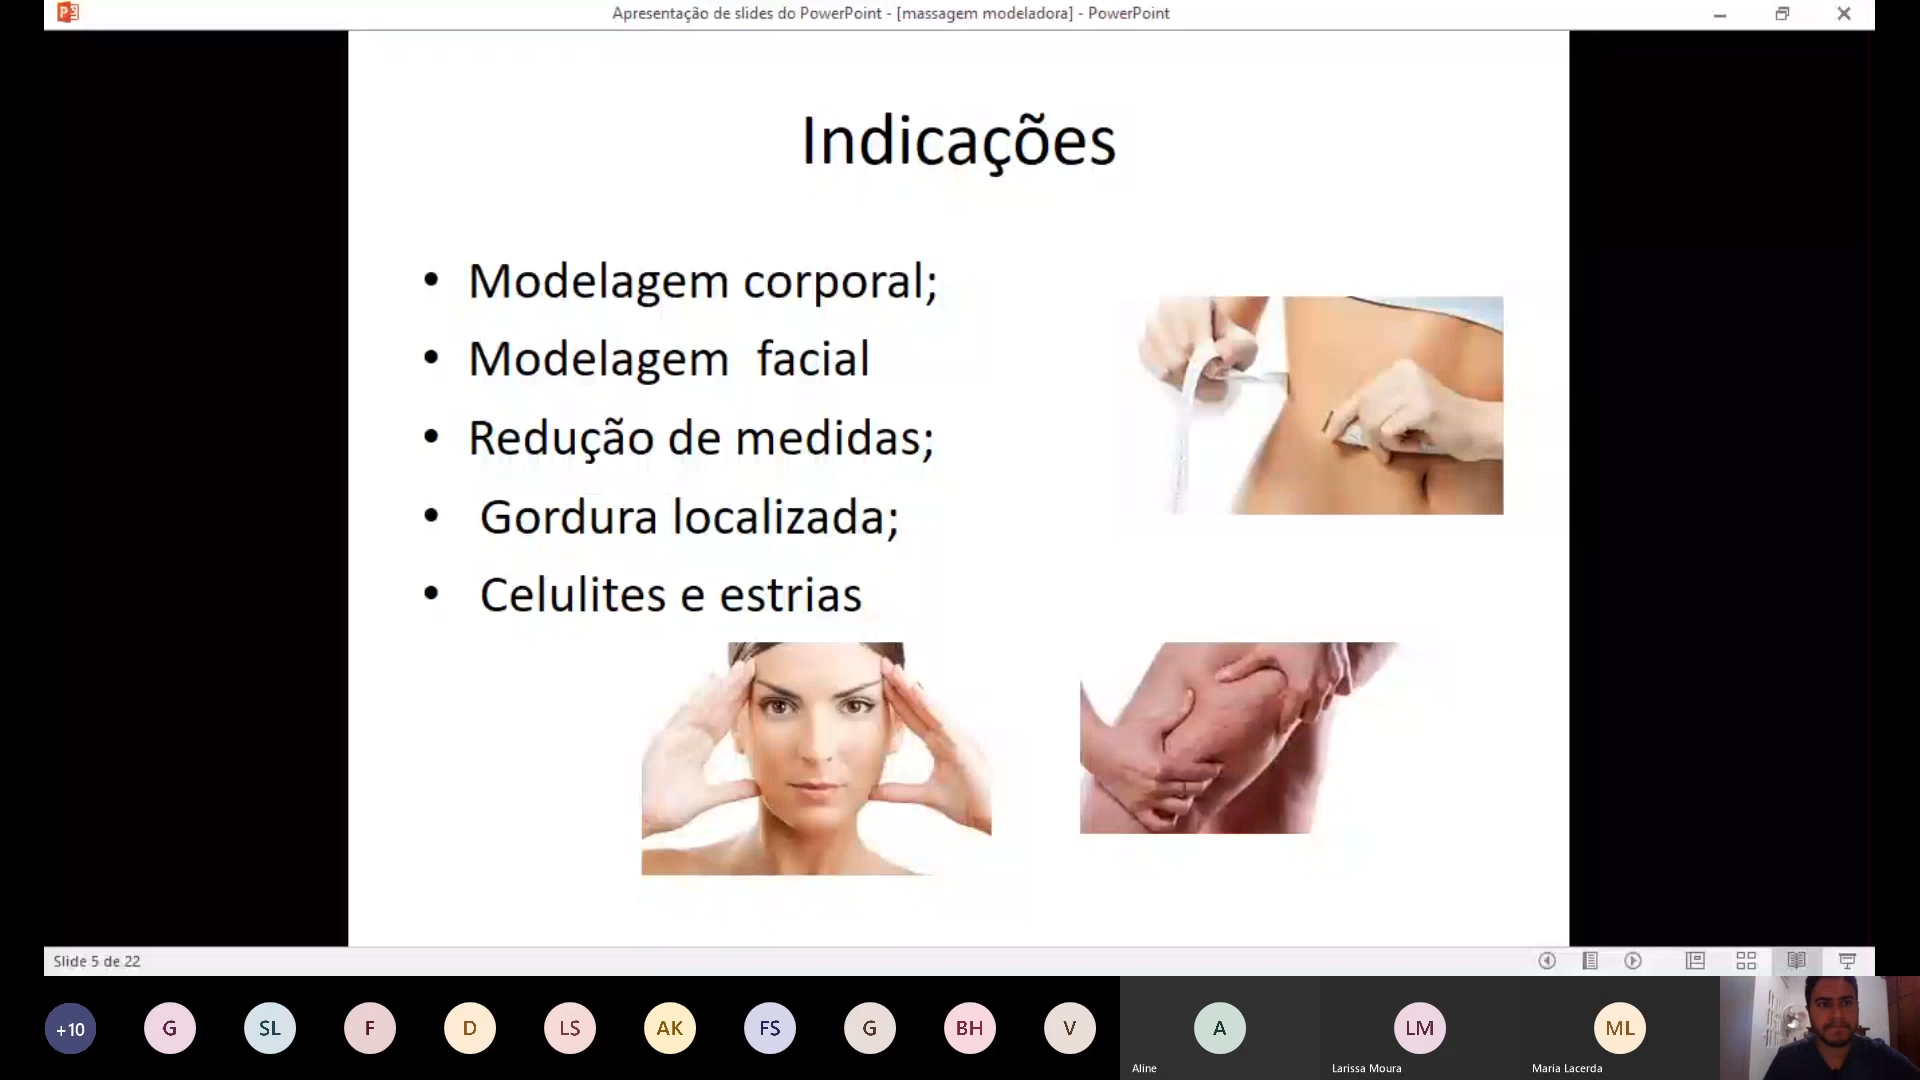 Apresentação de slides do PowerPoint - [massagem modeladora] - PowerPoint
Indicações
• Modelagem corporal;
• Modelagem facial
• Redução de medidas;
• Gordura localizada;
• Celulites e estrias
Slide 5 de 22
+10 G SL F D LS AK FS G BH V A LM ML
Aline Larissa Moura Maria Lacerda